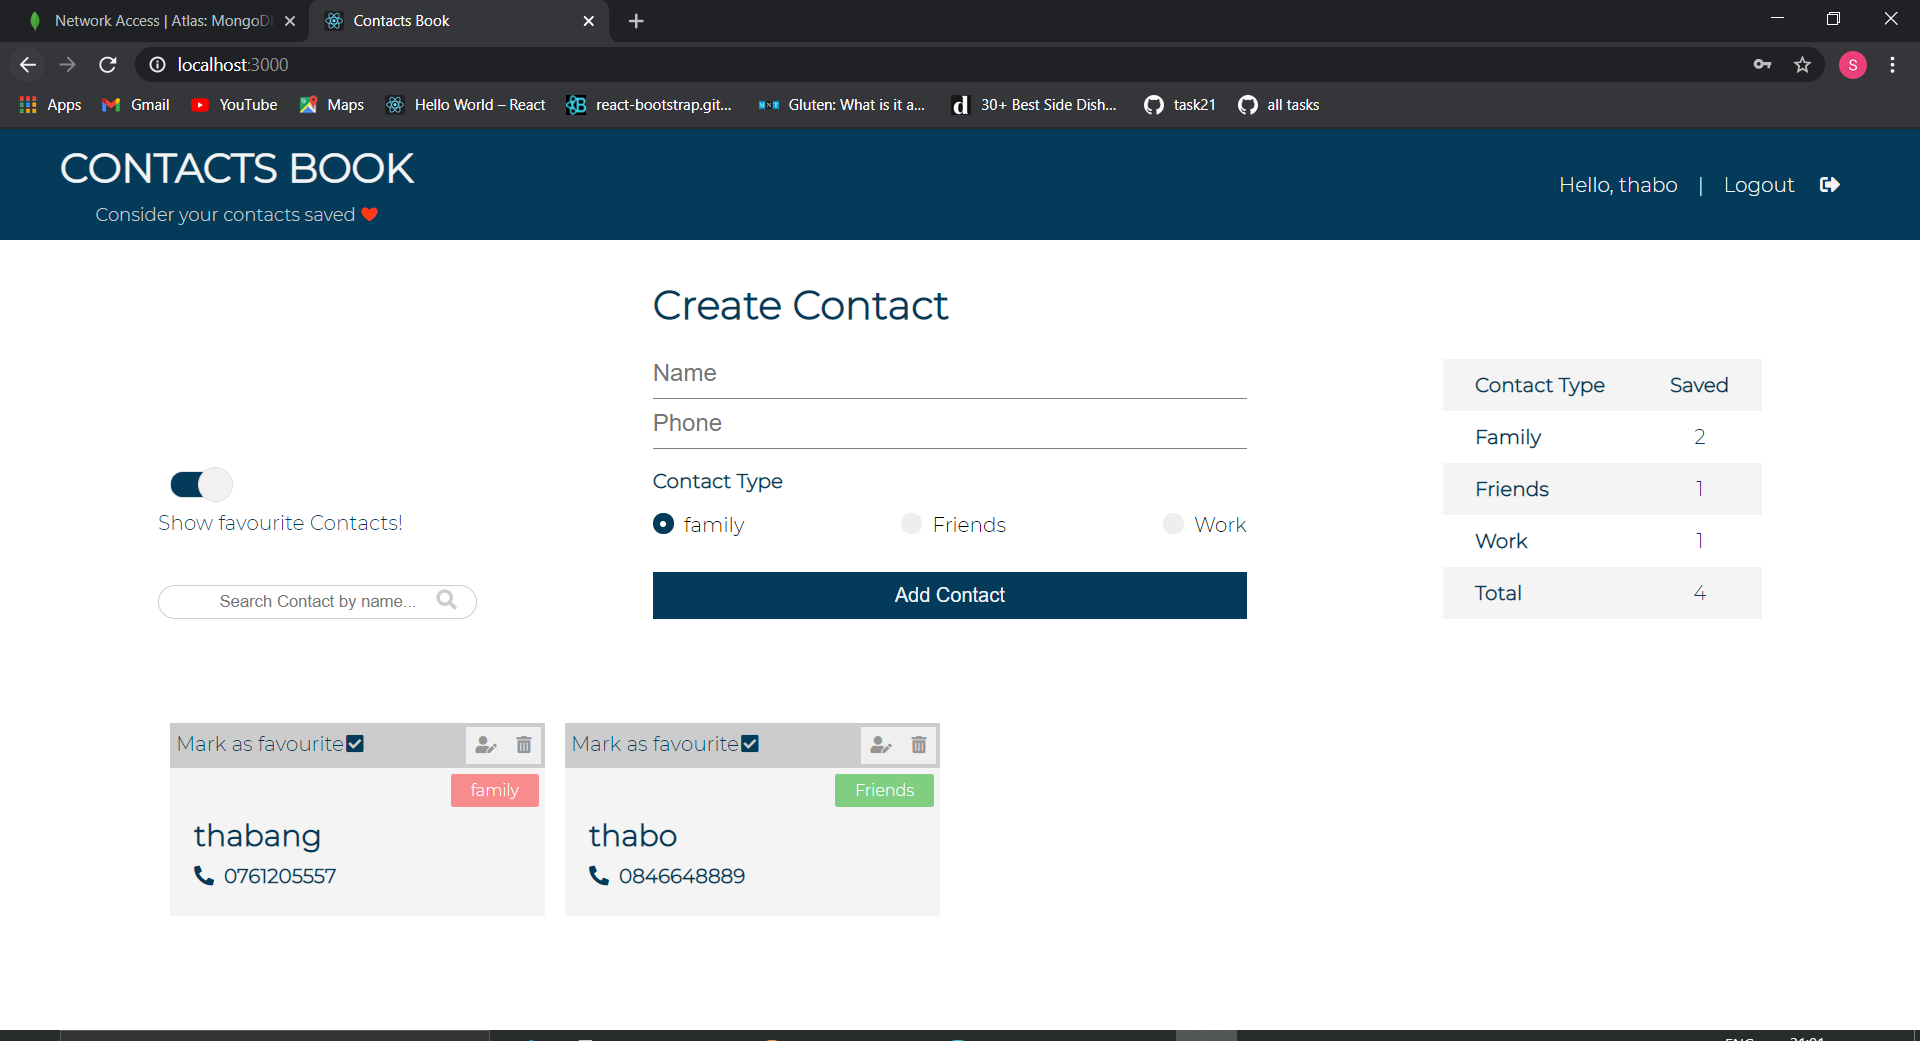 Network Access | Atlas: MongoD
Contacts Book
localhost:3000
S
Apps
Gmail
YouTube
Maps
Hello World – React
react-bootstrap.git...
Gluten: What is it a...
30+ Best Side Dish...
task21
all tasks
CONTACTS BOOK
Consider your contacts saved
Hello, thabo | Logout
Create Contact
Name
Phone
Contact Type
family
Friends
Work
Add Contact
Show favourite Contacts!
Search Contact by name...
Contact Type Saved
Family 2
Friends 1
Work 1
Total 4
Mark as favourite
family
thabang
0761205557
Mark as favourite
Friends
thabo
0846648889